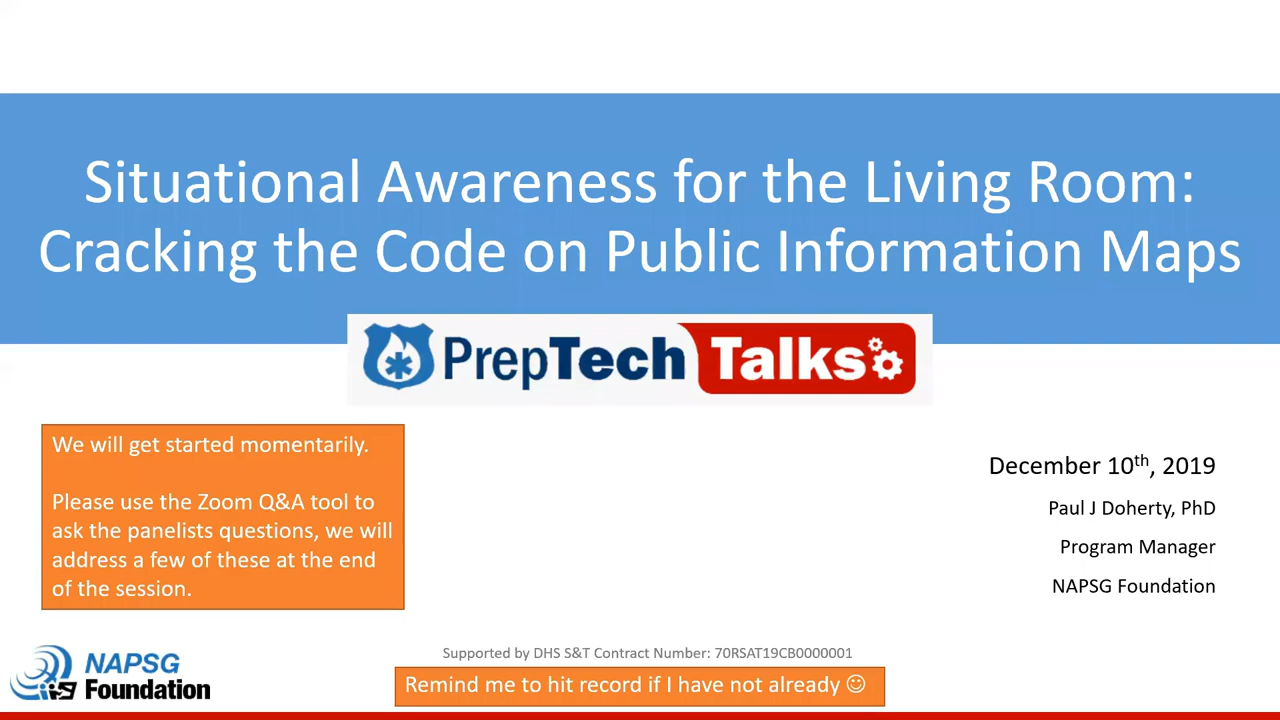 Situational Awareness for the Living Room:
Cracking the Code on Public Information Maps
PrepTech Talks
We will get started momentarily.
Please use the Zoom Q&A tool to
ask the panelists questions, we will
address a few of these at the end
of the session.
December 10th, 2019
Paul J Doherty, PhD
Program Manager
NAPSG Foundation
NAPSG
Foundation
Supported by DHS S&T Contract Number: 70RSAT19CB0000001
Remind me to hit record if I have not already ☺